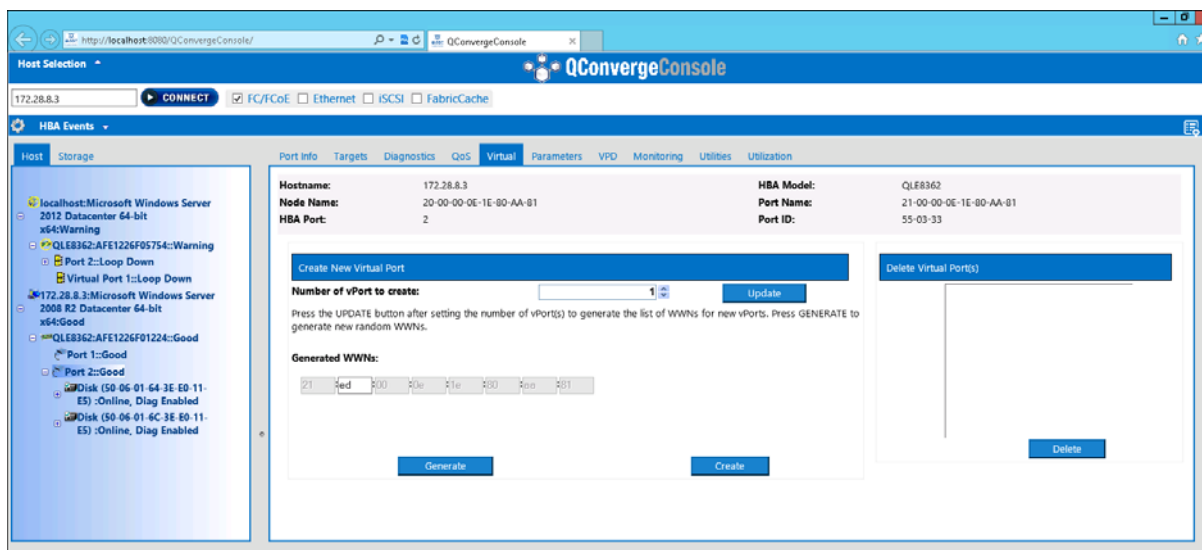 http://localhost:8080/QConvergeConsole/
QConvergeConsole
Host Selection
QConvergeConsole
172.28.8.3
CONNECT
FC/FCoE
Ethernet
iSCSI
FabricCache
HBA Events
Host
Storage
localhost:Microsoft Windows Server
2012 Datacenter 64-bit
x64:Warning
QLE8362:AFE1226F05754::Warning
Port 2::Loop Down
Virtual Port 1::Loop Down
172.28.8.3:Microsoft Windows Server
2008 R2 Datacenter 64-bit
x64:Good
QLE8362:AFE1226F01224::Good
Port 1::Good
Port 2::Good
Disk (50-06-01-64-3E-E0-11-
E5) :Online, Diag Enabled
Disk (50-06-01-6C-3E-E0-11-
E5) :Online, Diag Enabled
Port Info
Targets
Diagnostics
QoS
Virtual
Parameters
VPD
Monitoring
Utilities
Utilization
Hostname: 172.28.8.3
HBA Model: QLE8362
Node Name: 20-00-00-0E-1E-80-AA-81
Port Name: 21-00-00-0E-1E-80-AA-81
HBA Port: 2
Port ID: 55-03-33
Create New Virtual Port
Number of vPort to create: 1
Update
Press the UPDATE button after setting the number of vPort(s) to generate the list of WWNs for new vPorts. Press GENERATE to
generate new random WWNs.
Generated WWNs:
21 :ed :00 :0e :1e :80 :aa :81
Generate
Create
Delete Virtual Port(s)
Delete